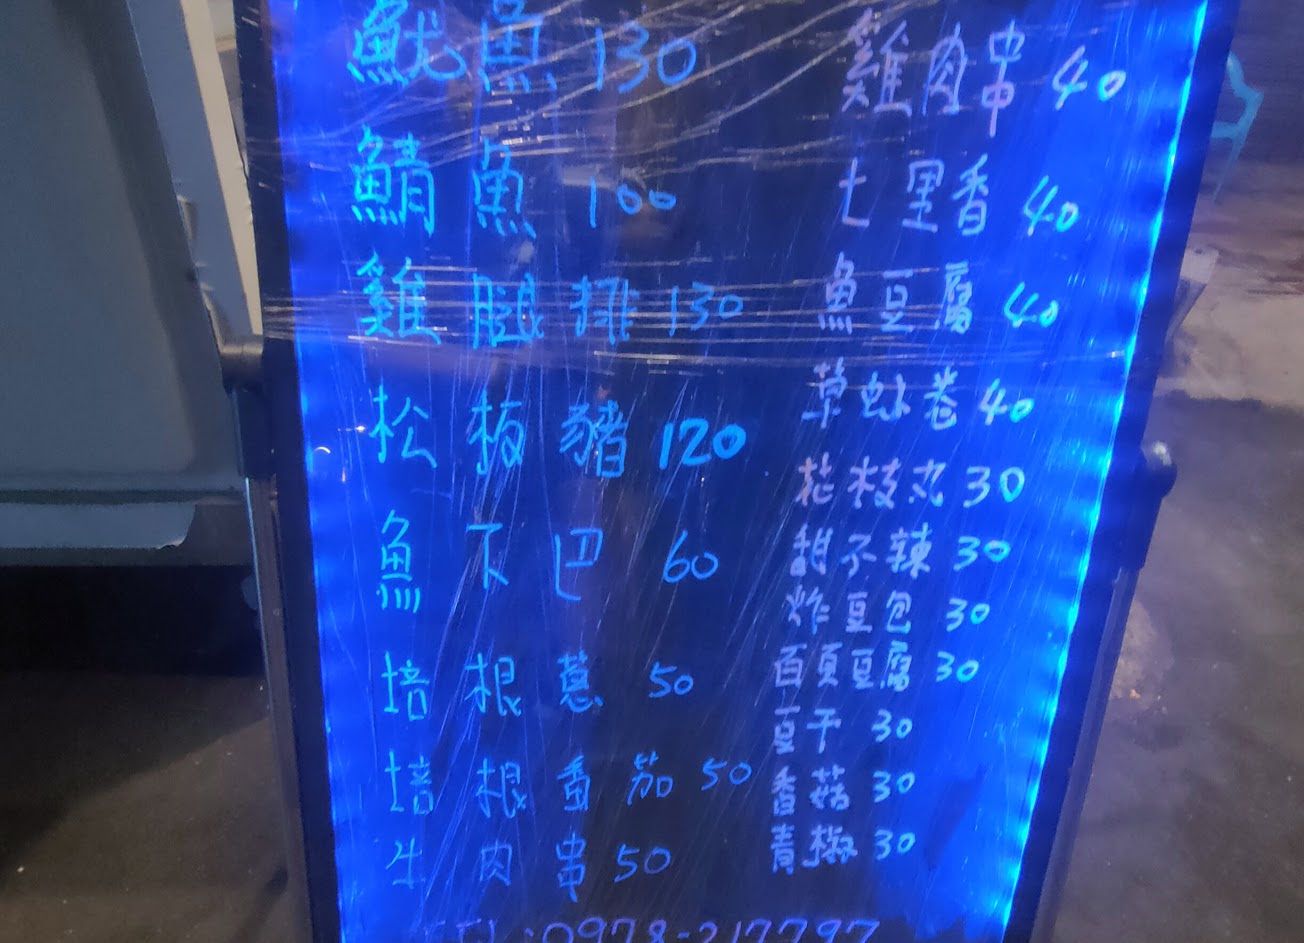 魷魚 130
鯖魚 100
雞腿排 130
松板豬 120
魚下巴 60
培根蔥 50
培根番茄 50
牛肉串 50
雞肉串 40
七里香 40
魚豆腐 40
草蝦卷 40
花枝丸 30
甜不辣 30
炸豆包 30
百頁豆腐 30
豆干 30
香菇 30
青椒 30
TEL:0978-217797